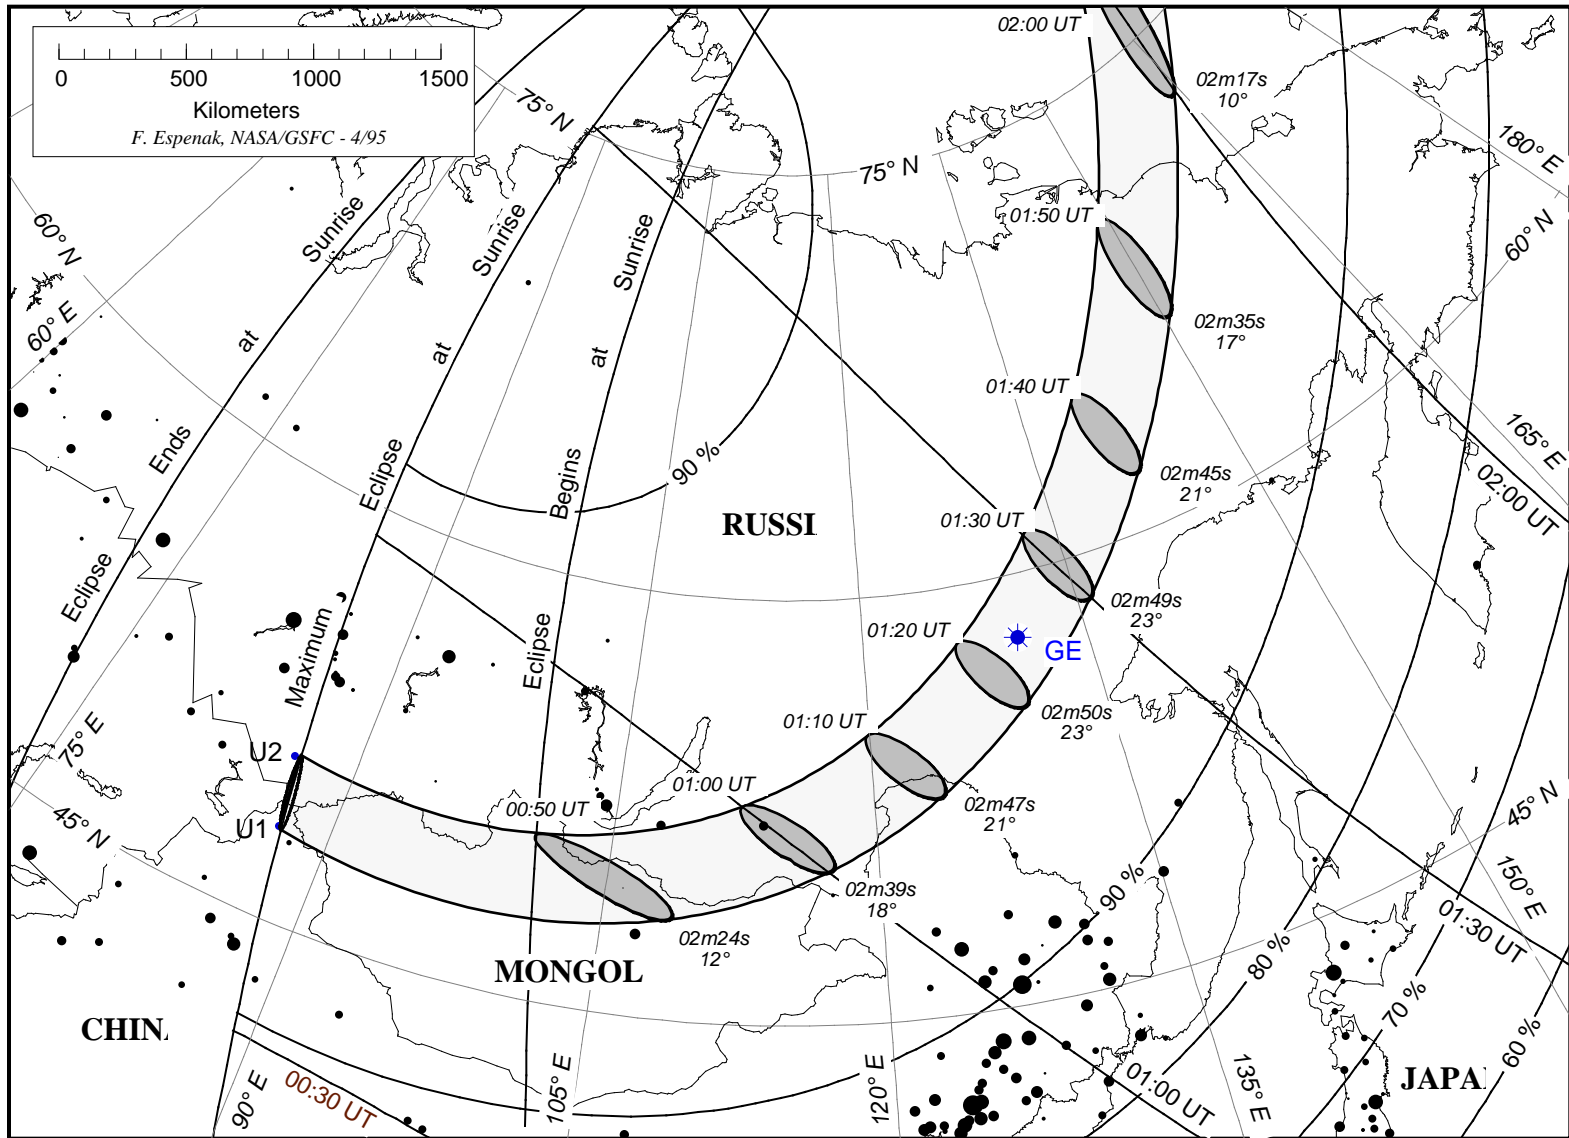 0 500 1000 1500
Kilometers
F. Espenak, NASA/GSFC - 4/95
02:00 UT
02m17s
10°
75° N
75° N
180° E
60° N
60° N
60° E
Eclipse Ends at Sunrise
Maximum Eclipse at Sunrise
Eclipse Begins at Sunrise
01:50 UT
02m35s
17°
01:40 UT
02m45s
21°
165° E
02:00 UT
90 %
RUSSI
01:30 UT
02m49s
23°
01:20 UT
GE
02m50s
23°
01:10 UT
02m47s
21°
75° E
U2
U1
45° N
00:50 UT
01:00 UT
02m39s
18°
02m24s
12°
45° N
150° E
90 %
80 %
70 %
60 %
01:30 UT
MONGOL
CHIN
90° E
00:30 UT
105° E
120° E
01:00 UT
135° E
JAPA